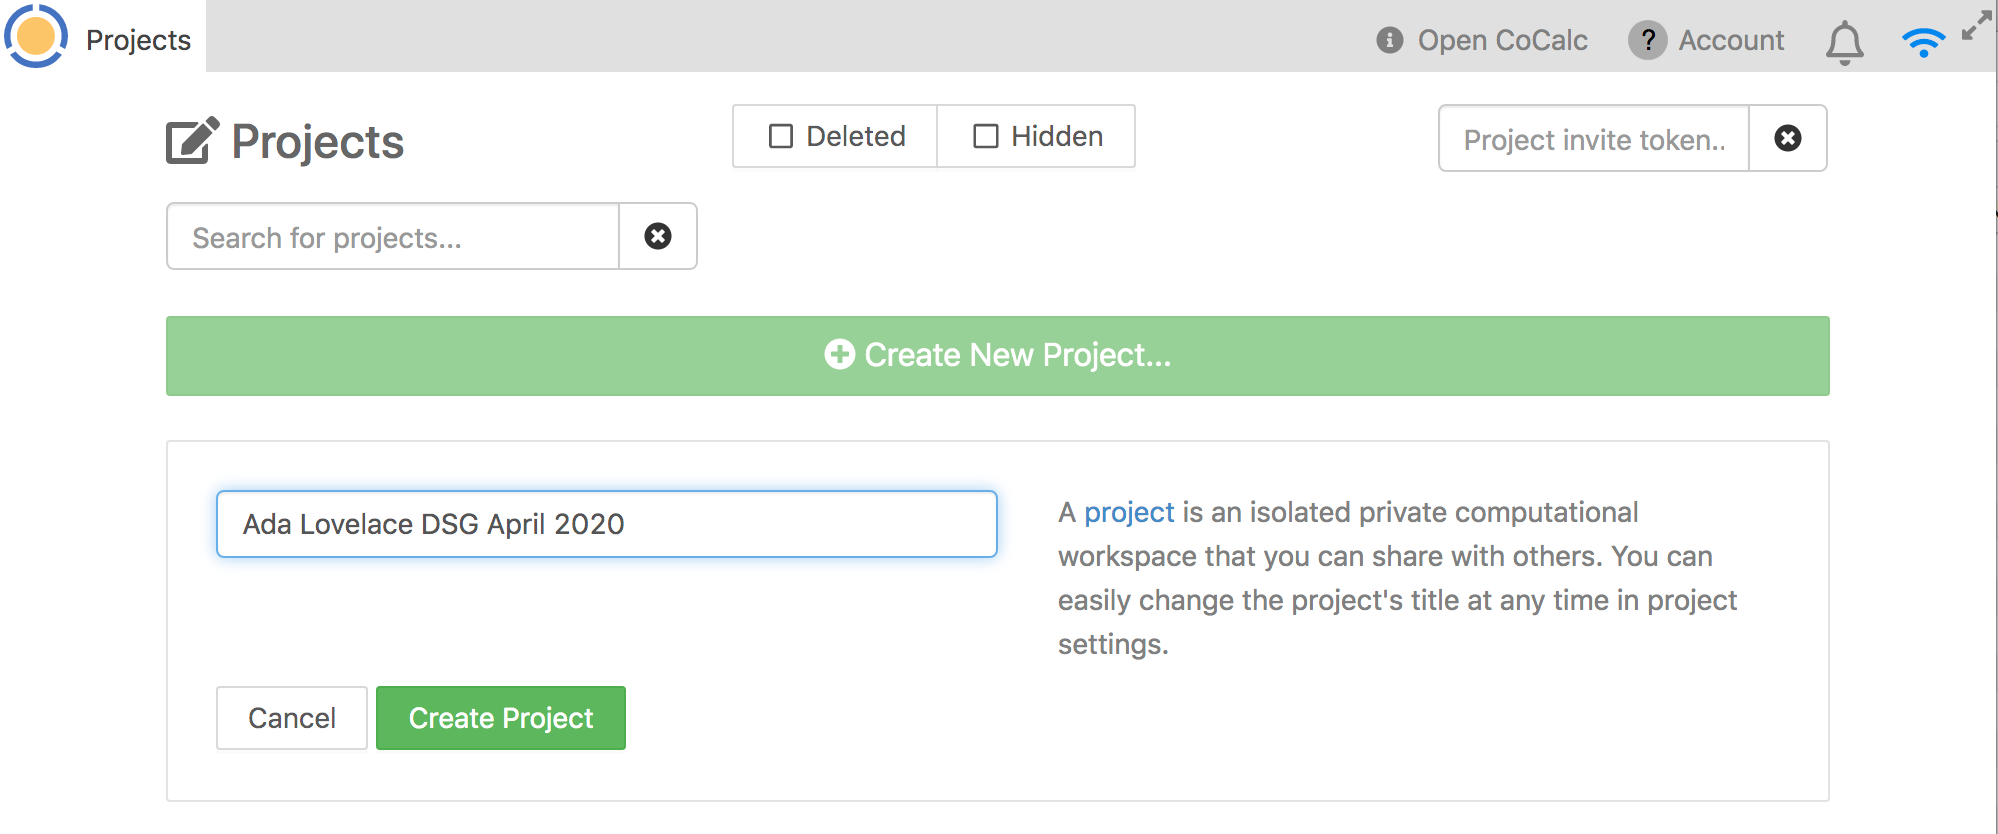 Projects
Open CoCalc
? Account
Projects
Deleted
Hidden
Project invite token..
Search for projects...
Create New Project...
Ada Lovelace DSG April 2020
A project is an isolated private computational
workspace that you can share with others. You can
easily change the project's title at any time in project
settings.
Cancel
Create Project